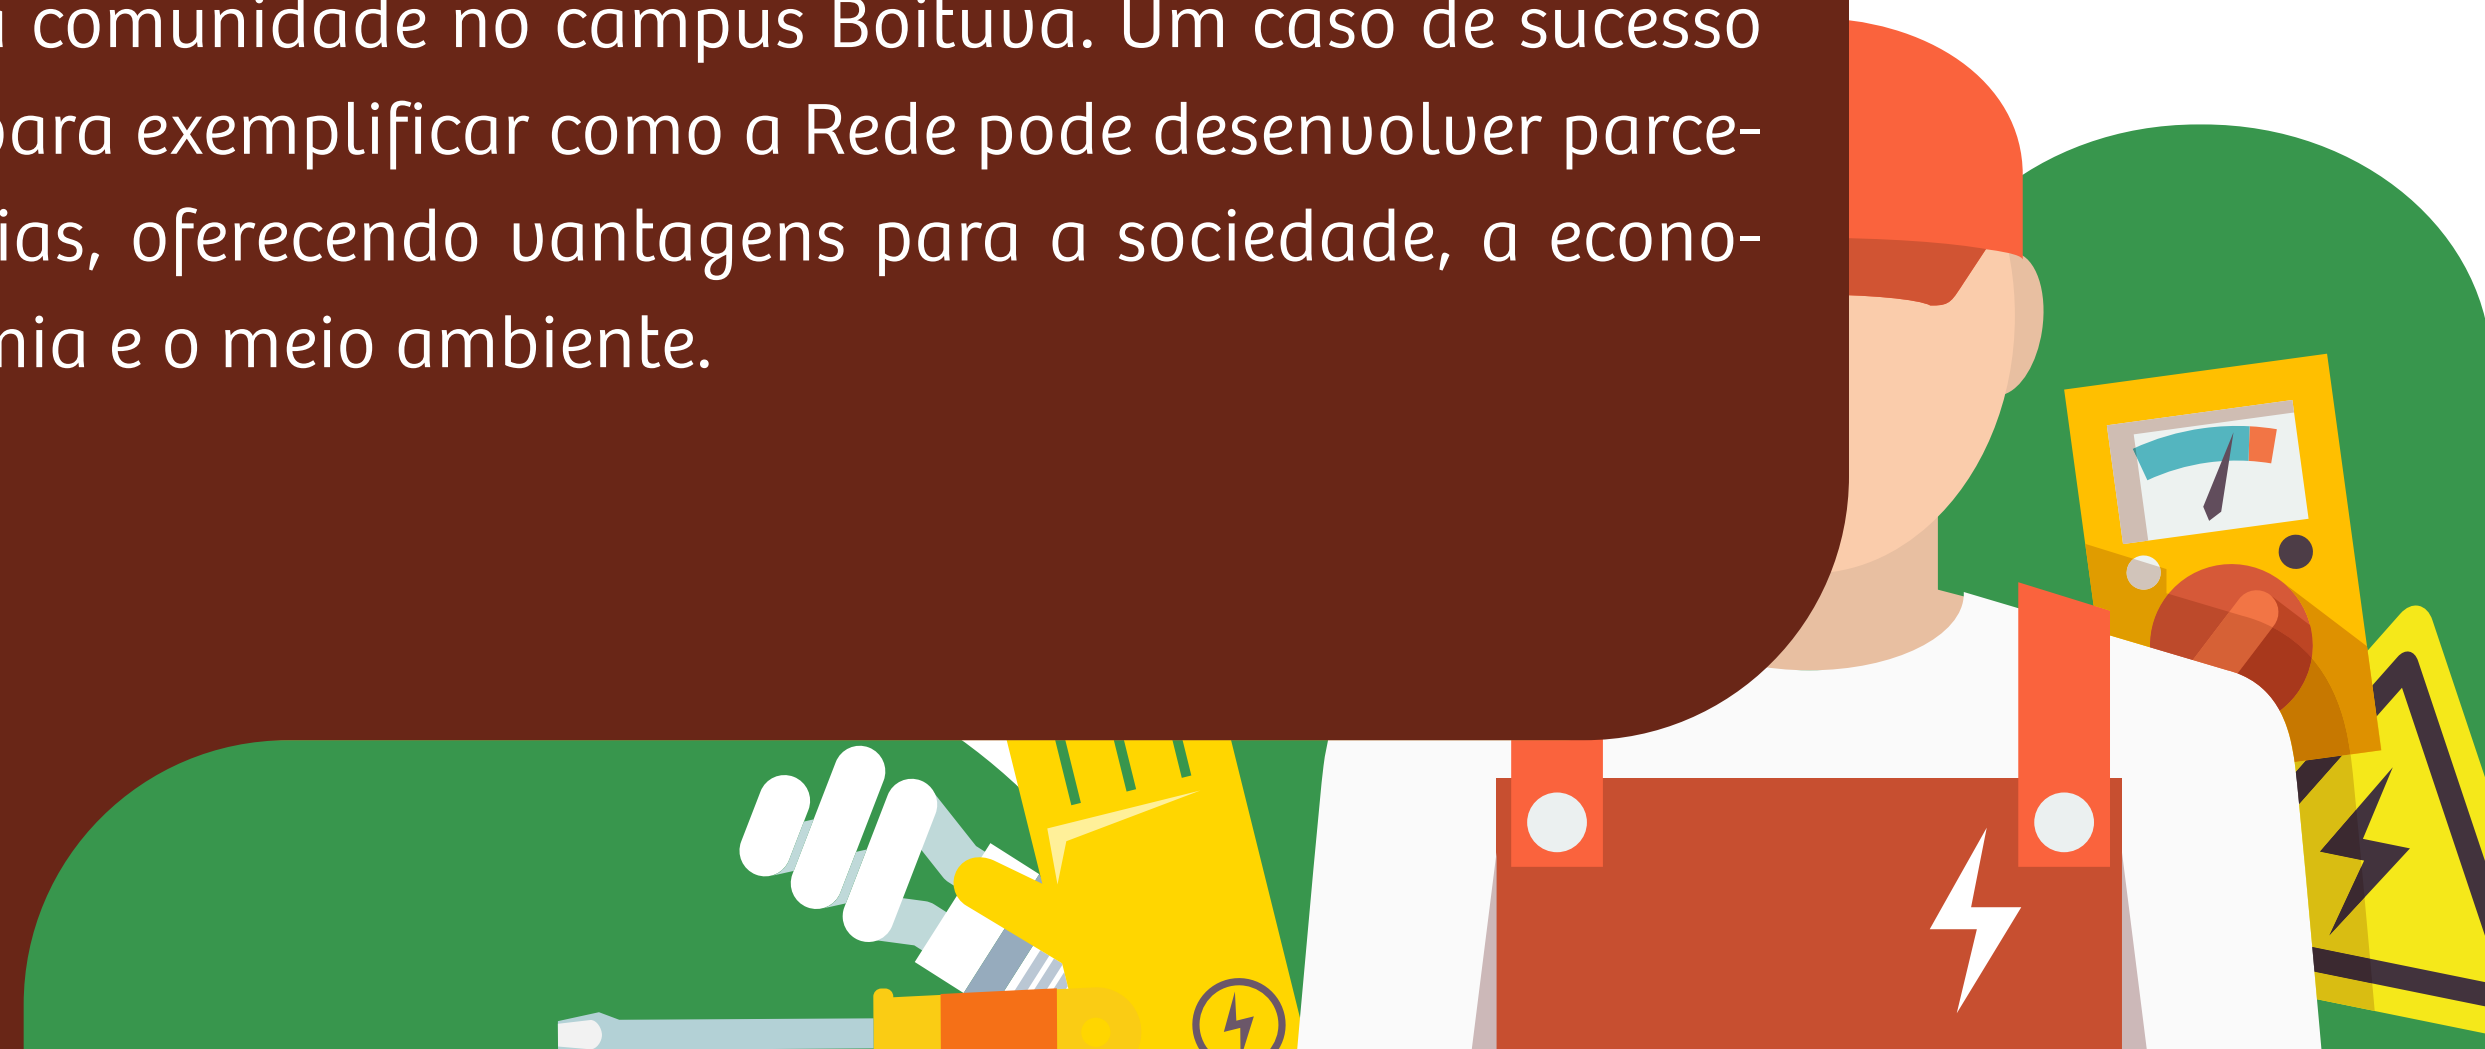 comunidade no campus Boituva. Um caso de sucesso
para exemplificar como a Rede pode desenvolver parce-
ias, oferecendo vantagens para a sociedade, a econo-
nia e o meio ambiente.